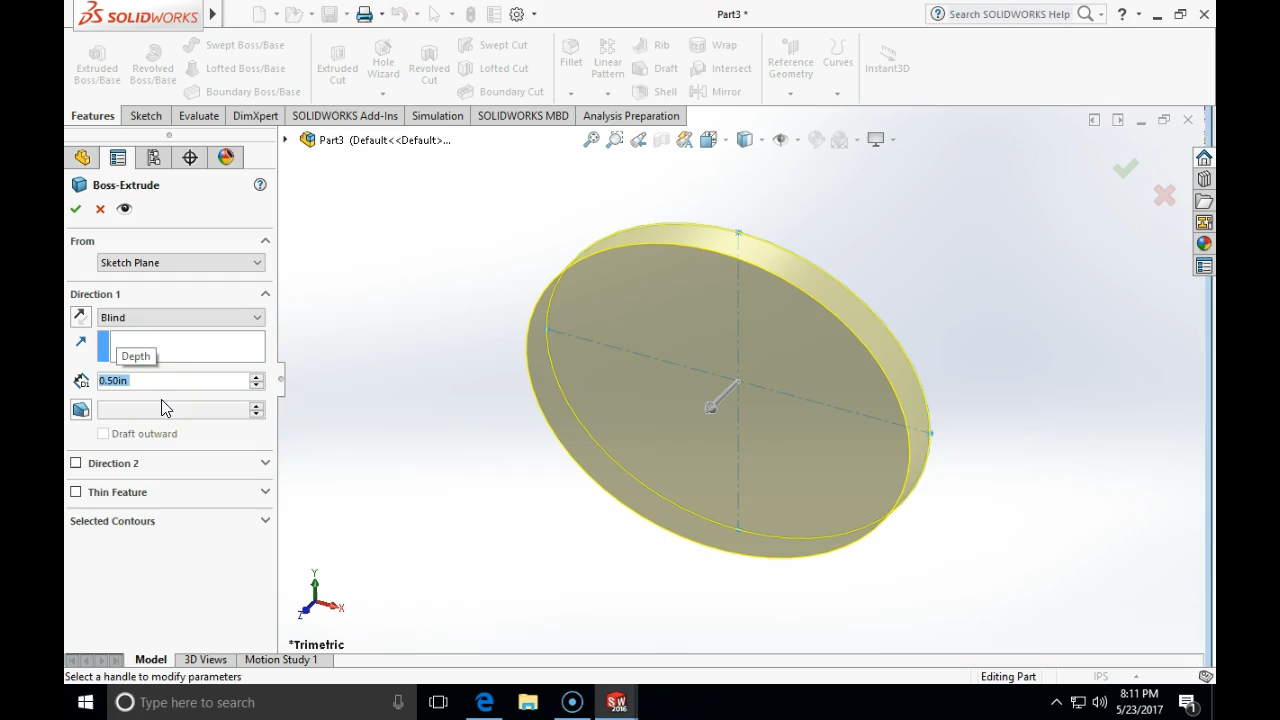 SOLIDWORKS
Part3 *
Search SOLIDWORKS Help
?
Extruded Boss/Base
Revolved Boss/Base
Swept Boss/Base
Lofted Boss/Base
Boundary Boss/Base
Extruded Cut
Hole Wizard
Revolved Cut
Swept Cut
Lofted Cut
Boundary Cut
Fillet
Linear Pattern
Rib
Draft
Shell
Wrap
Intersect
Mirror
Reference Geometry
Curves
Instant3D
Features
Sketch
Evaluate
DimXpert
SOLIDWORKS Add-Ins
Simulation
SOLIDWORKS MBD
Analysis Preparation
Part3 (Default<<Default>...
Boss-Extrude
?
From
Sketch Plane
Direction 1
Blind
Depth
0.50in
Draft outward
Direction 2
Thin Feature
Selected Contours
Y
X
Z
*Trimetric
Model
3D Views
Motion Study 1
Select a handle to modify parameters
Editing Part
IPS
Type here to search
SW
2016
8:11 PM
5/23/2017
1